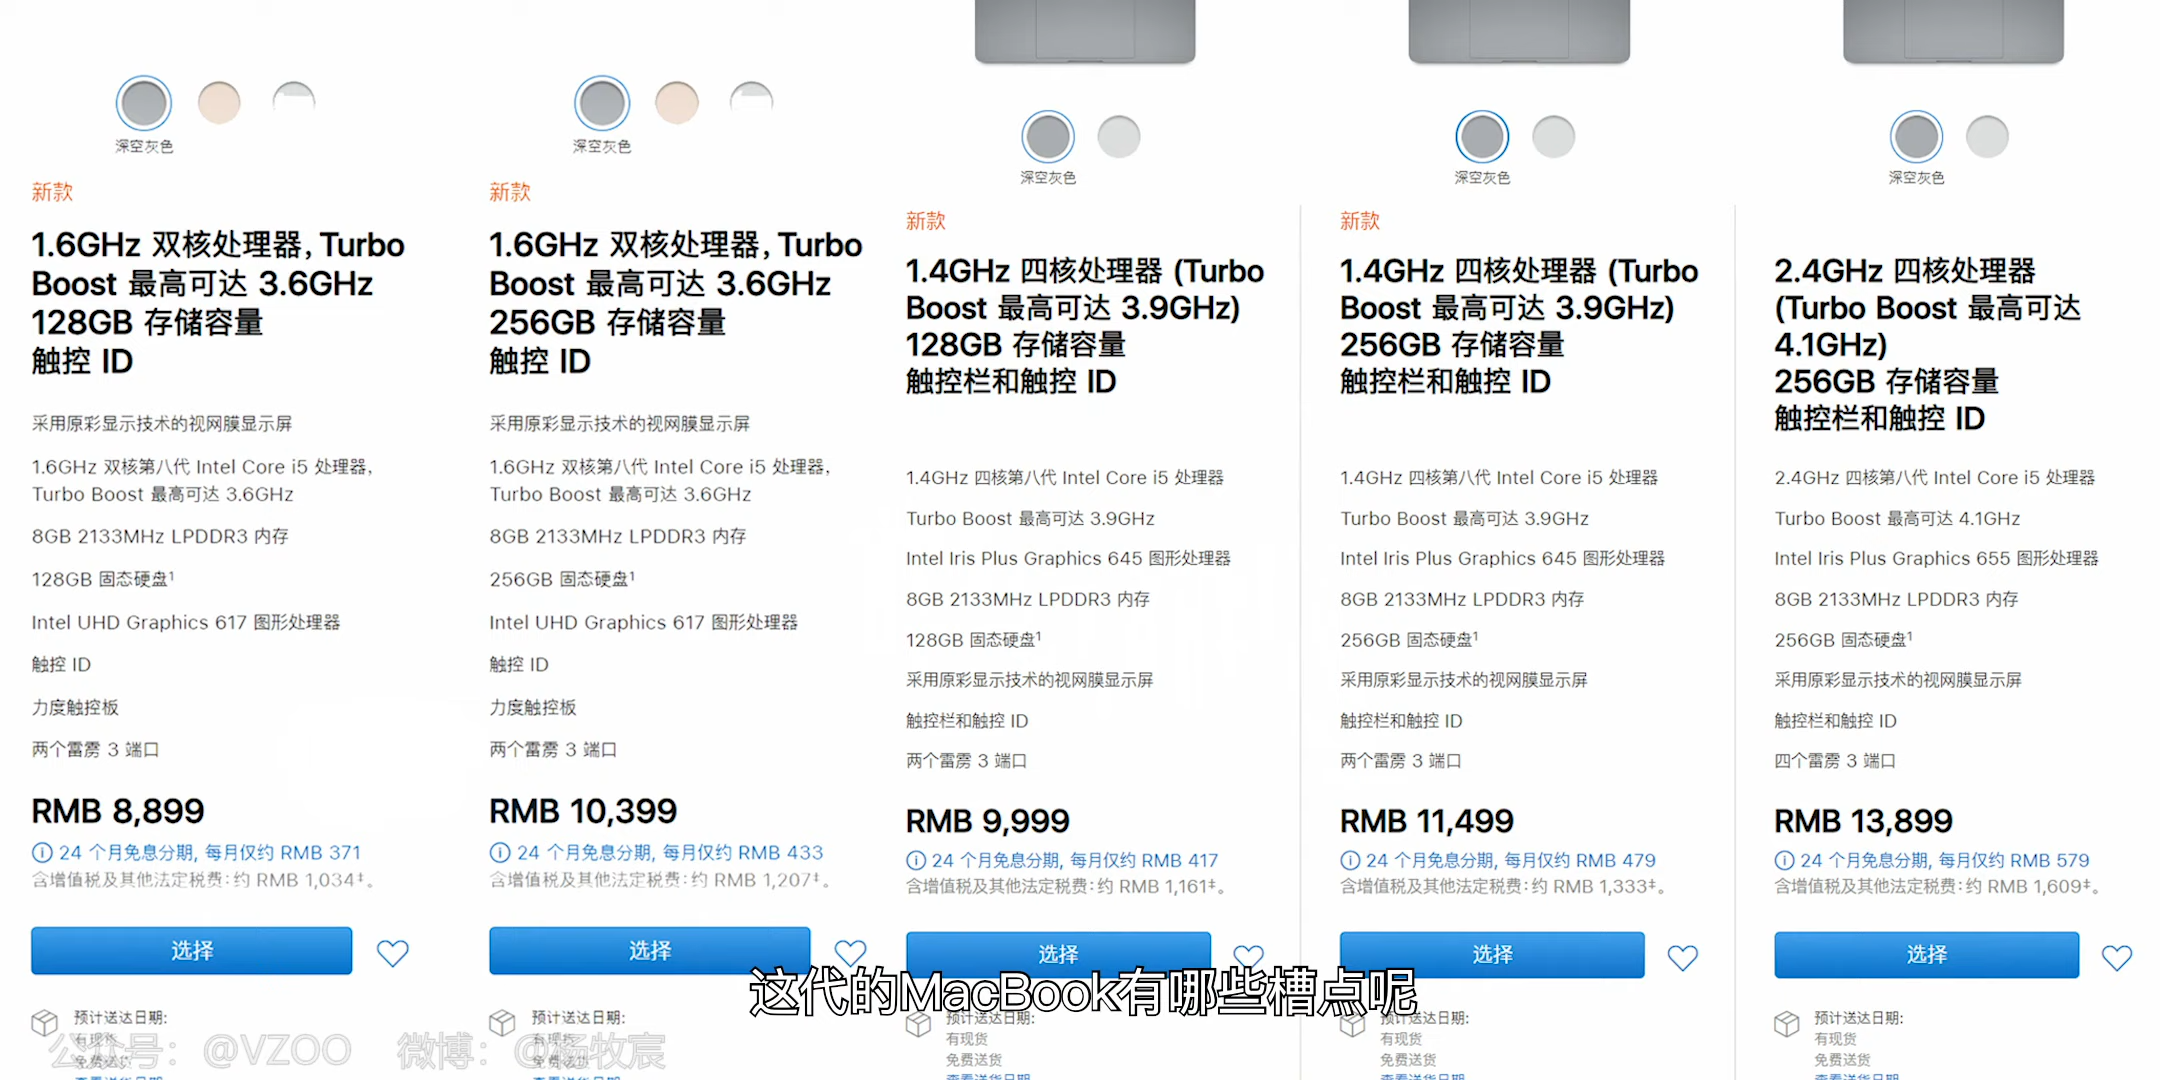 深空灰色
新款
1.6GHz 双核处理器, Turbo
Boost 最高可达 3.6GHz
128GB 存储容量
触控 ID
采用原彩显示技术的视网膜显示屏
1.6GHz 双核第八代 Intel Core i5 处理器,
Turbo Boost 最高可达 3.6GHz
8GB 2133MHz LPDDR3 内存
128GB 固态硬盘¹
Intel UHD Graphics 617 图形处理器
触控 ID
力度触控板
两个雷雳 3 端口
RMB 8,899
24 个月免息分期, 每月仅约 RMB 371
含增值税及其他法定税费:约 RMB 1,034‡。
选择
预计送达日期:
有现货
免费送货
深空灰色
新款
1.6GHz 双核处理器, Turbo
Boost 最高可达 3.6GHz
256GB 存储容量
触控 ID
采用原彩显示技术的视网膜显示屏
1.6GHz 双核第八代 Intel Core i5 处理器,
Turbo Boost 最高可达 3.6GHz
8GB 2133MHz LPDDR3 内存
256GB 固态硬盘¹
Intel UHD Graphics 617 图形处理器
触控 ID
力度触控板
两个雷雳 3 端口
RMB 10,399
24 个月免息分期, 每月仅约 RMB 433
含增值税及其他法定税费:约 RMB 1,207‡。
选择
预计送达日期:
有现货
免费送货
深空灰色
新款
1.4GHz 四核处理器 (Turbo
Boost 最高可达 3.9GHz)
128GB 存储容量
触控栏和触控 ID
1.4GHz 四核第八代 Intel Core i5 处理器
Turbo Boost 最高可达 3.9GHz
Intel Iris Plus Graphics 645 图形处理器
8GB 2133MHz LPDDR3 内存
128GB 固态硬盘¹
采用原彩显示技术的视网膜显示屏
触控栏和触控 ID
两个雷雳 3 端口
RMB 9,999
24 个月免息分期, 每月仅约 RMB 417
含增值税及其他法定税费:约 RMB 1,161‡。
选择
预计送达日期:
有现货
免费送货
查看送货日期
深空灰色
新款
1.4GHz 四核处理器 (Turbo
Boost 最高可达 3.9GHz)
256GB 存储容量
触控栏和触控 ID
1.4GHz 四核第八代 Intel Core i5 处理器
Turbo Boost 最高可达 3.9GHz
Intel Iris Plus Graphics 645 图形处理器
8GB 2133MHz LPDDR3 内存
256GB 固态硬盘¹
采用原彩显示技术的视网膜显示屏
触控栏和触控 ID
两个雷雳 3 端口
RMB 11,499
24 个月免息分期, 每月仅约 RMB 479
含增值税及其他法定税费:约 RMB 1,333‡。
选择
预计送达日期:
有现货
免费送货
查看送货日期
深空灰色
2.4GHz 四核处理器
(Turbo Boost 最高可达
4.1GHz)
256GB 存储容量
触控栏和触控 ID
2.4GHz 四核第八代 Intel Core i5 处理器
Turbo Boost 最高可达 4.1GHz
Intel Iris Plus Graphics 655 图形处理器
8GB 2133MHz LPDDR3 内存
256GB 固态硬盘¹
采用原彩显示技术的视网膜显示屏
触控栏和触控 ID
四个雷雳 3 端口
RMB 13,899
24 个月免息分期, 每月仅约 RMB 579
含增值税及其他法定税费:约 RMB 1,609‡。
选择
预计送达日期:
有现货
免费送货
查看送货日期
这代的MacBook有哪些槽点呢
公众号: @VZOO 微博: @杨牧宸